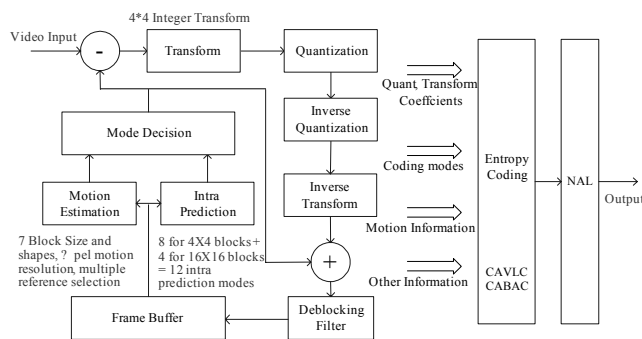 4*4 Integer Transform
Video Input
-
Transform
Quantization
Quant, Transform
Coeffcients
Inverse
Quantization
Mode Decision
Coding modes
Entropy
Coding
NAL
Output
Motion
Estimation
Intra
Prediction
Inverse
Transform
Motion Information
7 Block Size and
shapes, ? pel motion
resolution, multiple
reference selection
8 for 4X4 blocks+
4 for 16X16 blocks
= 12 intra
prediction modes
+
Other Information
CAVLC
CABAC
Frame Buffer
Deblocking
Filter